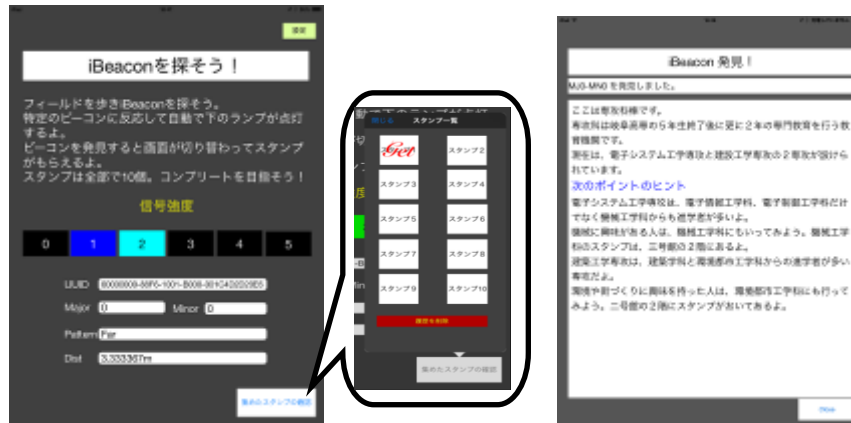 設定
iBeaconを探そう！
フィールドを歩きiBeaconを探そう。
特定のビーコンに反応して自動で下のランプが点灯
するよ。
ビーコンを発見すると画面が切り替わってスタンプ
がもらえるよ。
スタンプは全部で10個。コンプリートを目指そう！
信号強度
0 1 2 3 4 5
UUID
Major 0 Minor 0
Pattern Far
Dist 3.333367m
集めたスタンプの確認
閉じる スタンプ一覧
Get スタンプ2
スタンプ3 スタンプ4
スタンプ5 スタンプ6
スタンプ7 スタンプ8
スタンプ9 スタンプ10
履歴を削除
集めたスタンプの確認
iBeacon 発見！
MJ0-MN0 を発見しました。
ここは専攻科棟です。
専攻科は岐阜高専の5年生終了後に更に2年の専門教育を行う教
育機関です。
現在は、電子システム工学専攻と建設工学専攻の2専攻が設けら
れています。
次のポイントのヒント
電子システム工学専攻は、電子情報工学科、電子制御工学科だけ
でなく機械工学科からも進学者が多いよ。
機械に興味がある人は、機械工学科にもいってみよう。機械工学
科のスタンプは、三号館の2階にあるよ。
建築工学専攻は、建築学科と環境都市工学科からの進学者が多い
専攻だよ。
環境や街づくりに興味を持った人は、環境都市工学科にも行って
みよう。二号館の2階にスタンプがおいてあるよ。
Close